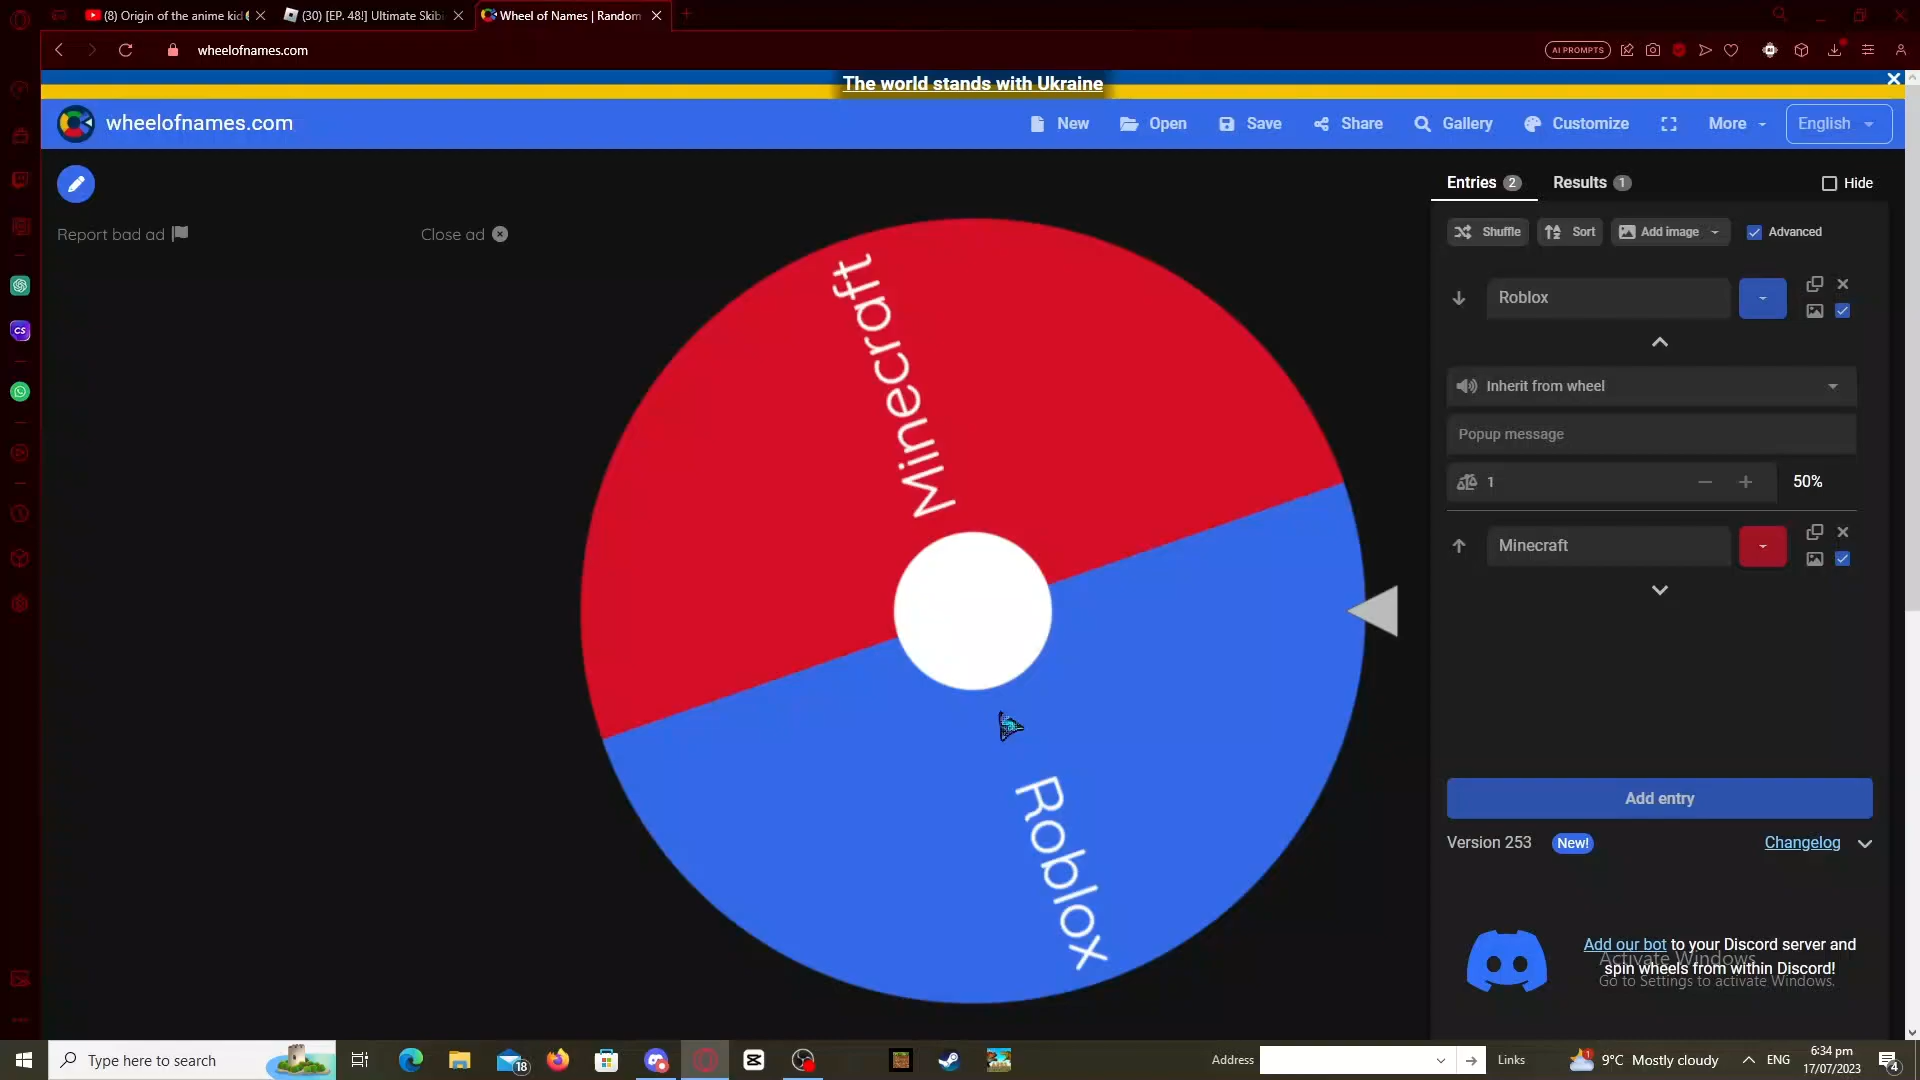 (8) Origin of the anime kid
(30) [EP. 48!] Ultimate Skibi
Wheel of Names | Random
wheelofnames.com
AI PROMPTS
The world stands with Ukraine
wheelofnames.com
New
Open
Save
Share
Gallery
Customize
More
English
Entries 2
Results 1
Hide
Report bad ad
Close ad
Shuffle
Sort
Add image
Advanced
Roblox
Inherit from wheel
Popup message
1
50%
Minecraft
Minecraft
Roblox
Add entry
Version 253
New!
Changelog
Add our bot to your Discord server and
spin wheels from within Discord!
Activate Windows
Go to Settings to activate Windows.
CS
Type here to search
18
Address
Links
1
9°C Mostly cloudy
ENG
6:34 pm
17/07/2023
4